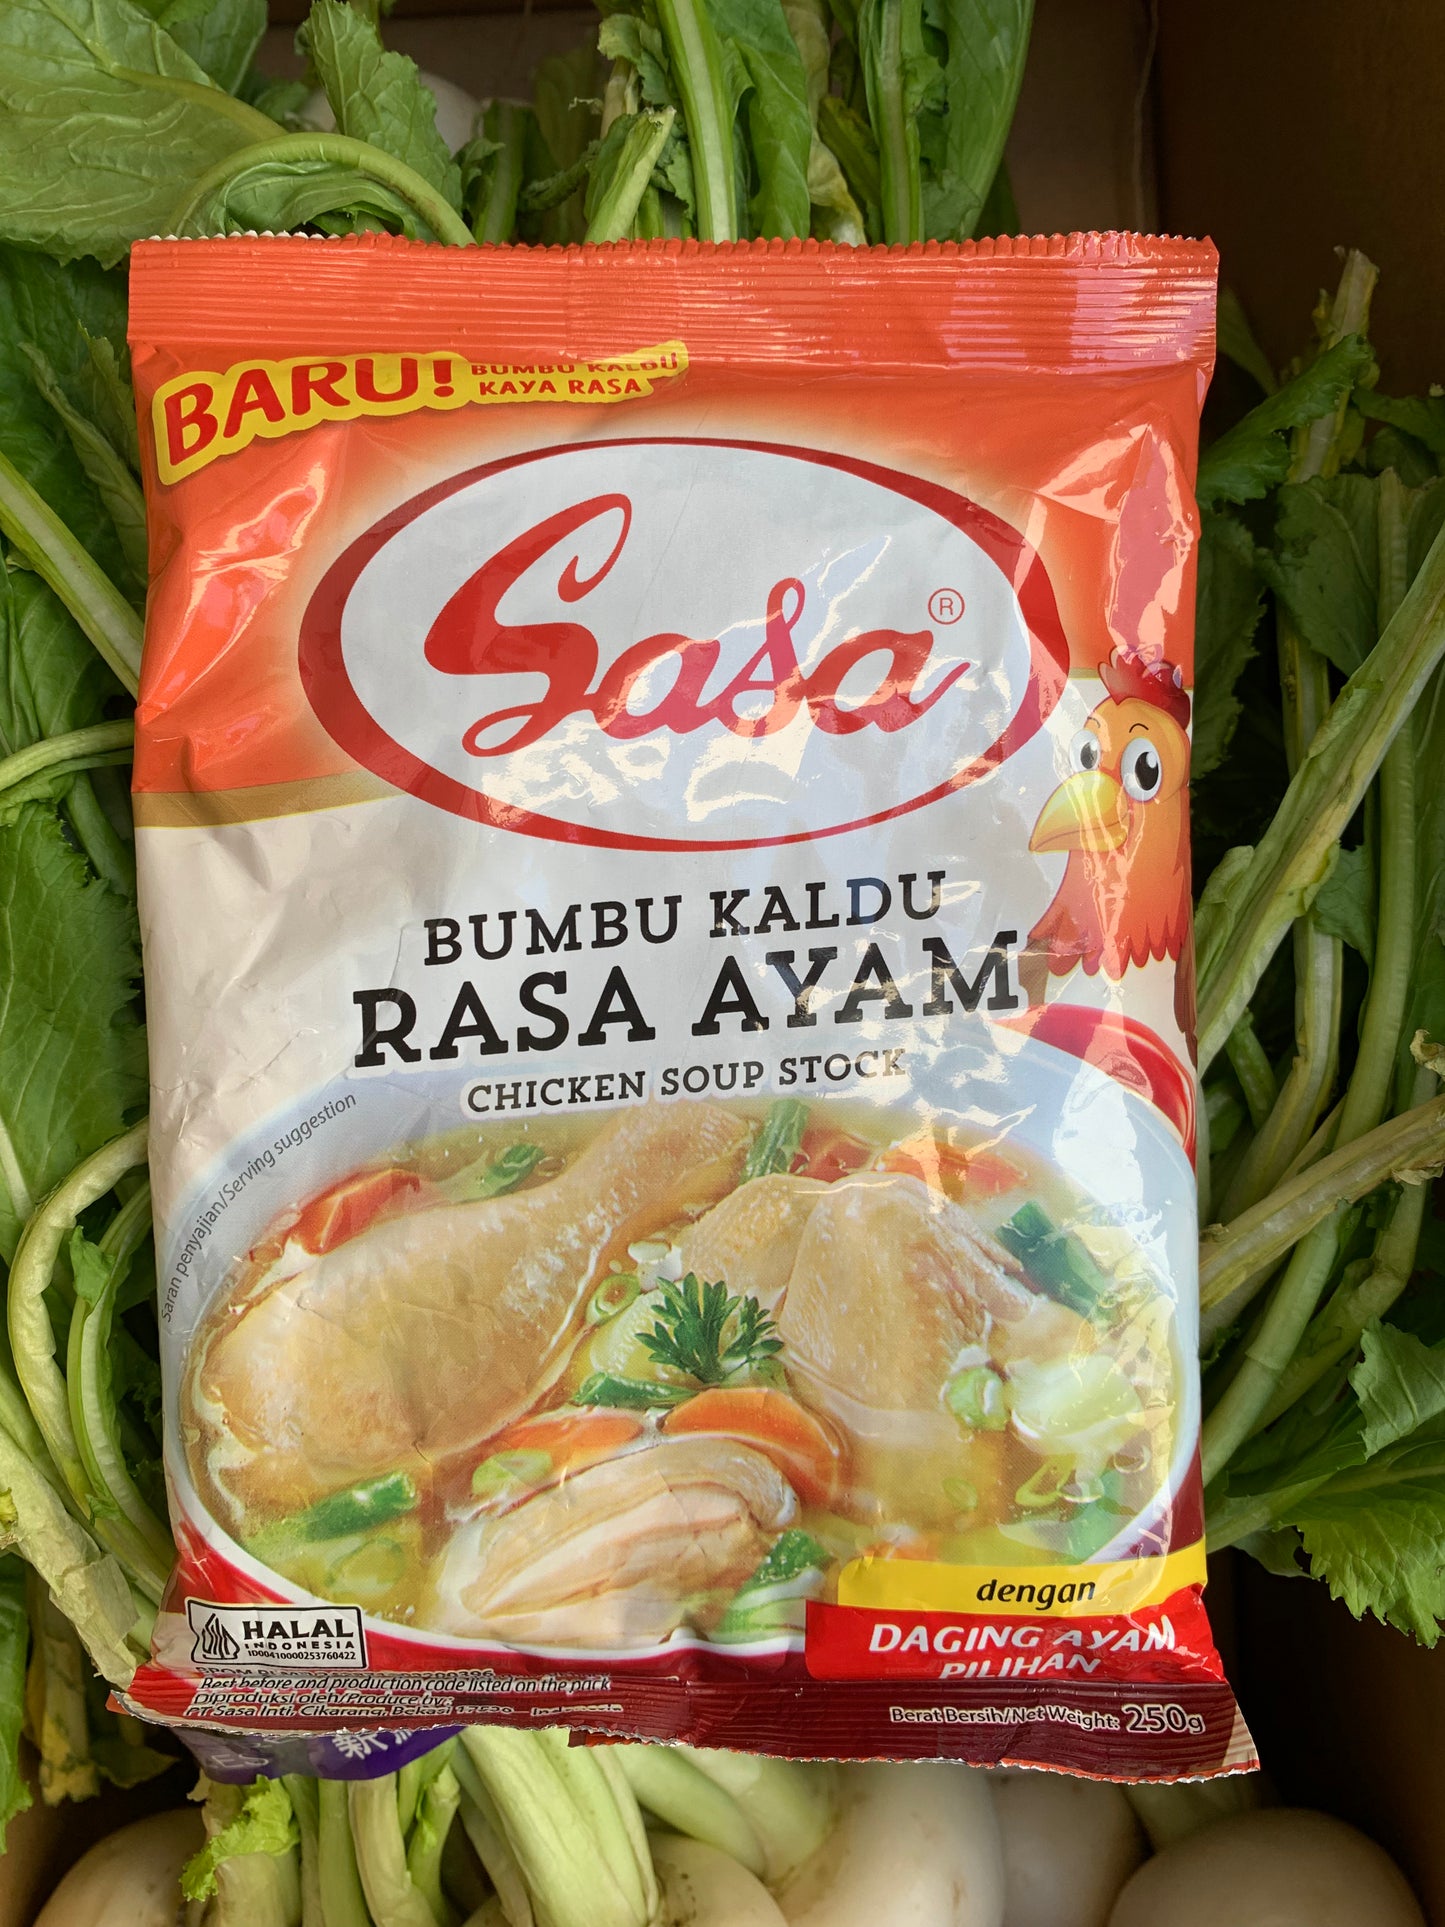 BARU!
BUMBU KALDU
KAYA RASA
Sasa ®
BUMBU KALDU
RASA AYAM
CHICKEN SOUP STOCK
Saran penyajian/Serving suggestion
dengan
DAGING AYAM
PILIHAN
HALAL
INDONESIA
ID00410000253760422
Best before and production code listed on the pack
Diproduksi oleh/Produce by:
PT Sasa Inti, Cikarang, Bekasi
Berat Bersih/Net Weight: 250g